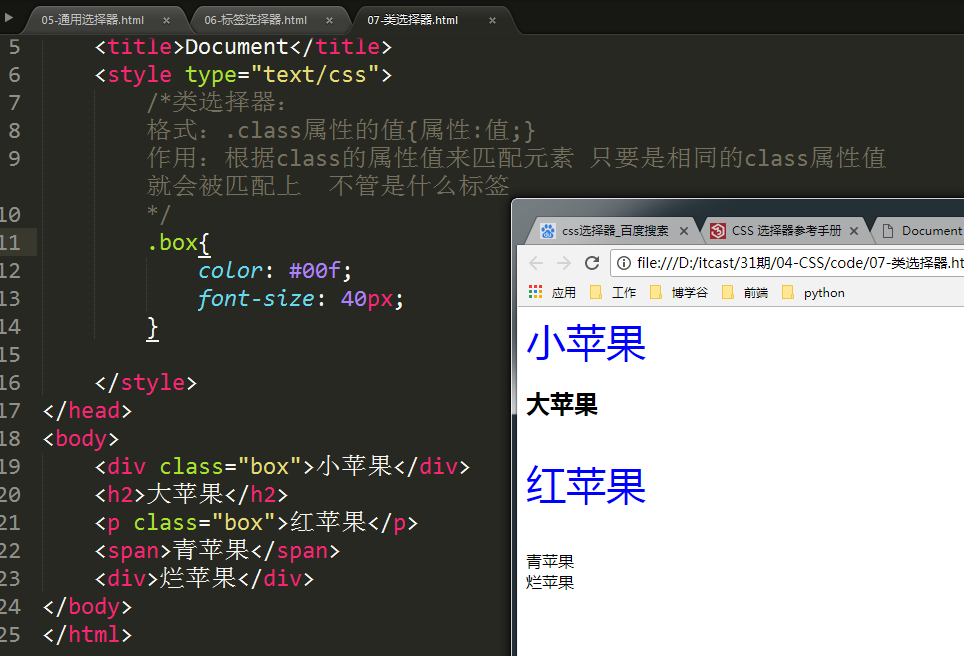 05-通用选择器.html × 06-标签选择器.html × 07-类选择器.html ×
5 <title>Document</title>
6 <style type="text/css">
7 /*类选择器：
8 格式：.class属性的值{属性:值;}
9 作用：根据class的属性值来匹配元素 只要是相同的class属性值
就会被匹配上 不管是什么标签
10 */
11 .box{
12 color: #00f;
13 font-size: 40px;
14 }
15
16 </style>
17 </head>
18 <body>
19 <div class="box">小苹果</div>
20 <h2>大苹果</h2>
21 <p class="box">红苹果</p>
22 <span>青苹果</span>
23 <div>烂苹果</div>
24 </body>
25 </html>
css选择器_百度搜索 × CSS 选择器参考手册 × Document
file:///D:/itcast/31期/04-CSS/code/07-类选择器.ht
应用 工作 博学谷 前端 python
小苹果
大苹果
红苹果
青苹果
烂苹果